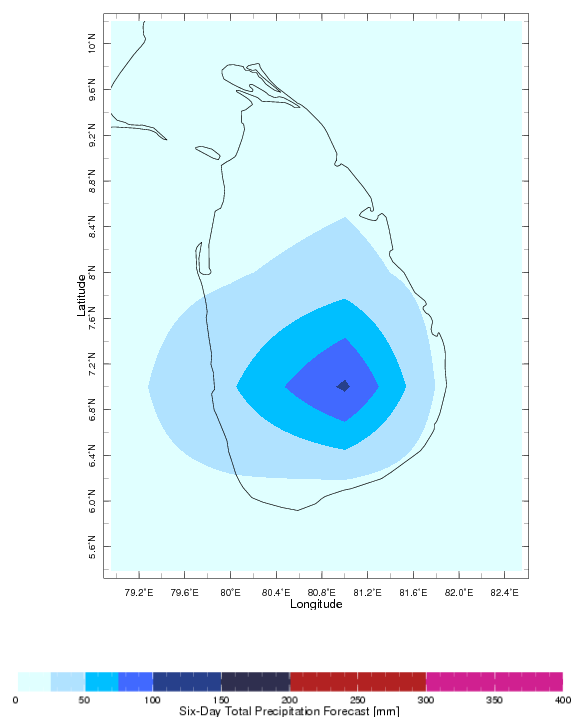 10˚N
9.6˚N
9.2˚N
8.8˚N
8.4˚N
8˚N
7.6˚N
7.2˚N
6.8˚N
6.4˚N
6.0˚N
5.6˚N
Latitude
79.2˚E 79.6˚E 80˚E 80.4˚E 80.8˚E 81.2˚E 81.6˚E 82.0˚E 82.4˚E
Longitude
0 50 100 150 200 250 300 350 400
Six-Day Total Precipitation Forecast [mm]